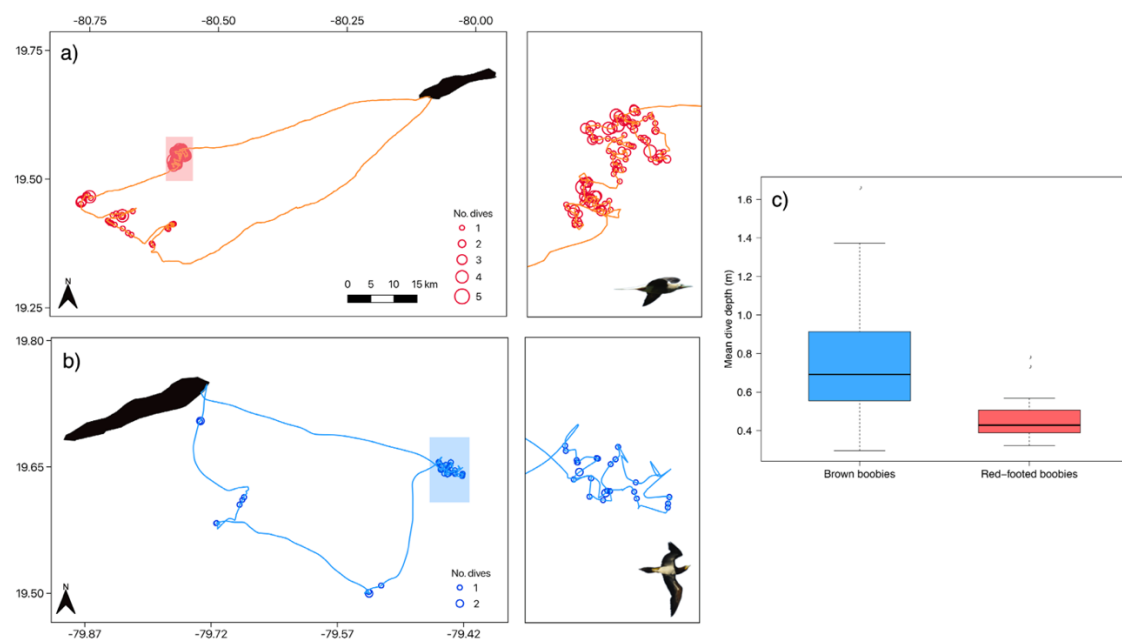 -80.75 -80.50 -80.25 -80.00
19.75
a)
19.50
No. dives
1
2
3
4
5
0 5 10 15 km
N
19.25
19.80
b)
19.65
No. dives
1
2
N
19.50
-79.87 -79.72 -79.57 -79.42
c)
Mean dive depth (m)
1.6
1.4
1.2
1.0
0.8
0.6
0.4
Brown boobies Red-footed boobies